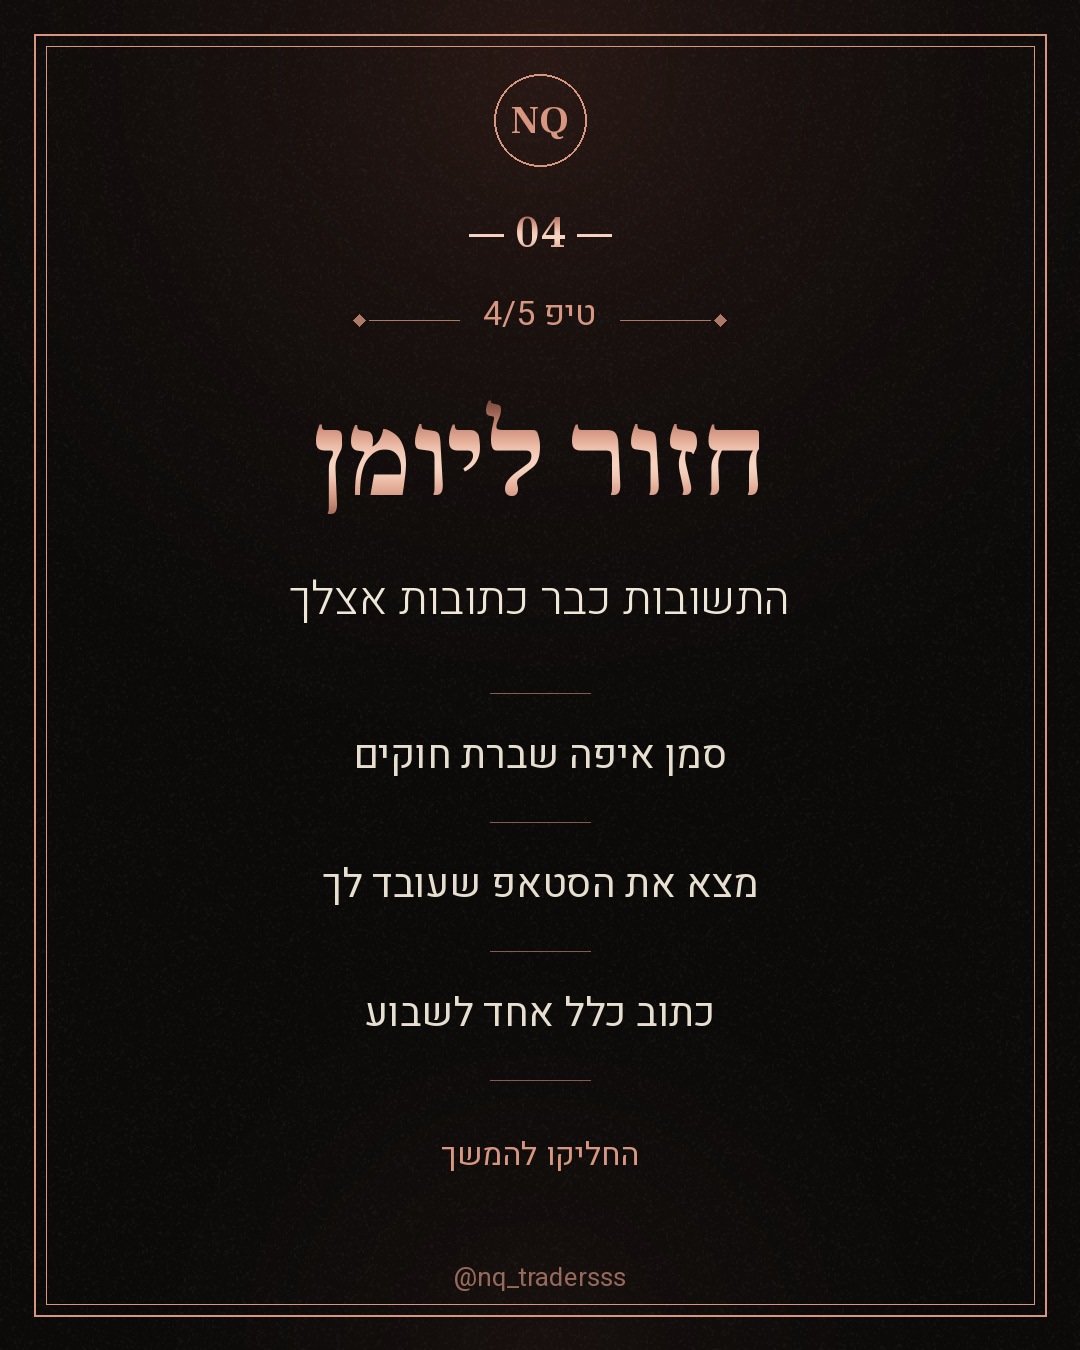 NQ
— 04 —
טיפ 4/5
חזור ליומן
התשובות כבר כתובות אצלך
סמן איפה שברת חוקים
מצא את הסטאפ שעובד לך
כתוב כלל אחד לשבוע
החליקו להמשך
@nq_tradersss